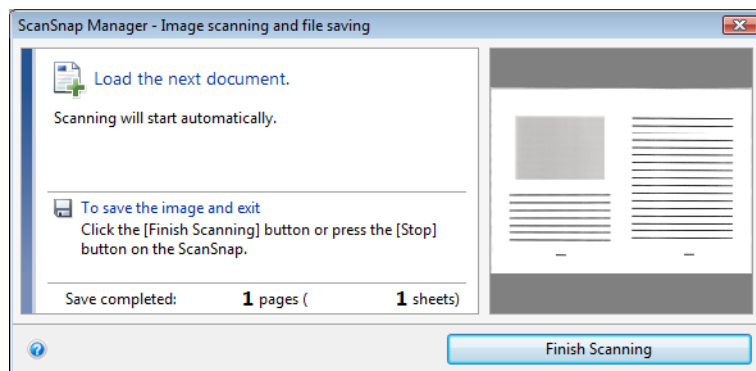 ScanSnap Manager - Image scanning and file saving
Load the next document.
Scanning will start automatically.
To save the image and exit
Click the [Finish Scanning] button or press the [Stop]
button on the ScanSnap.
Save completed: 1 pages ( 1 sheets)
Finish Scanning